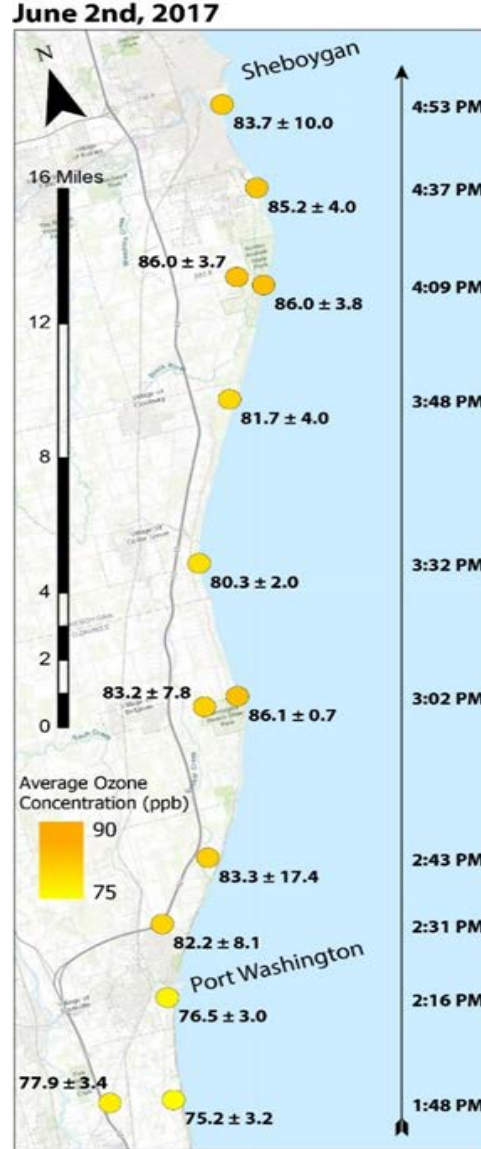 June 2nd, 2017
N
Sheboygan
83.7 ± 10.0
4:53 PM
16 Miles
85.2 ± 4.0
4:37 PM
86.0 ± 3.7
86.0 ± 3.8
4:09 PM
12
81.7 ± 4.0
3:48 PM
8
80.3 ± 2.0
3:32 PM
4
2
83.2 ± 7.8
86.1 ± 0.7
3:02 PM
0
Average Ozone
Concentration (ppb)
90
75
83.3 ± 17.4
2:43 PM
82.2 ± 8.1
2:31 PM
Port Washington
76.5 ± 3.0
2:16 PM
77.9 ± 3.4
75.2 ± 3.2
1:48 PM